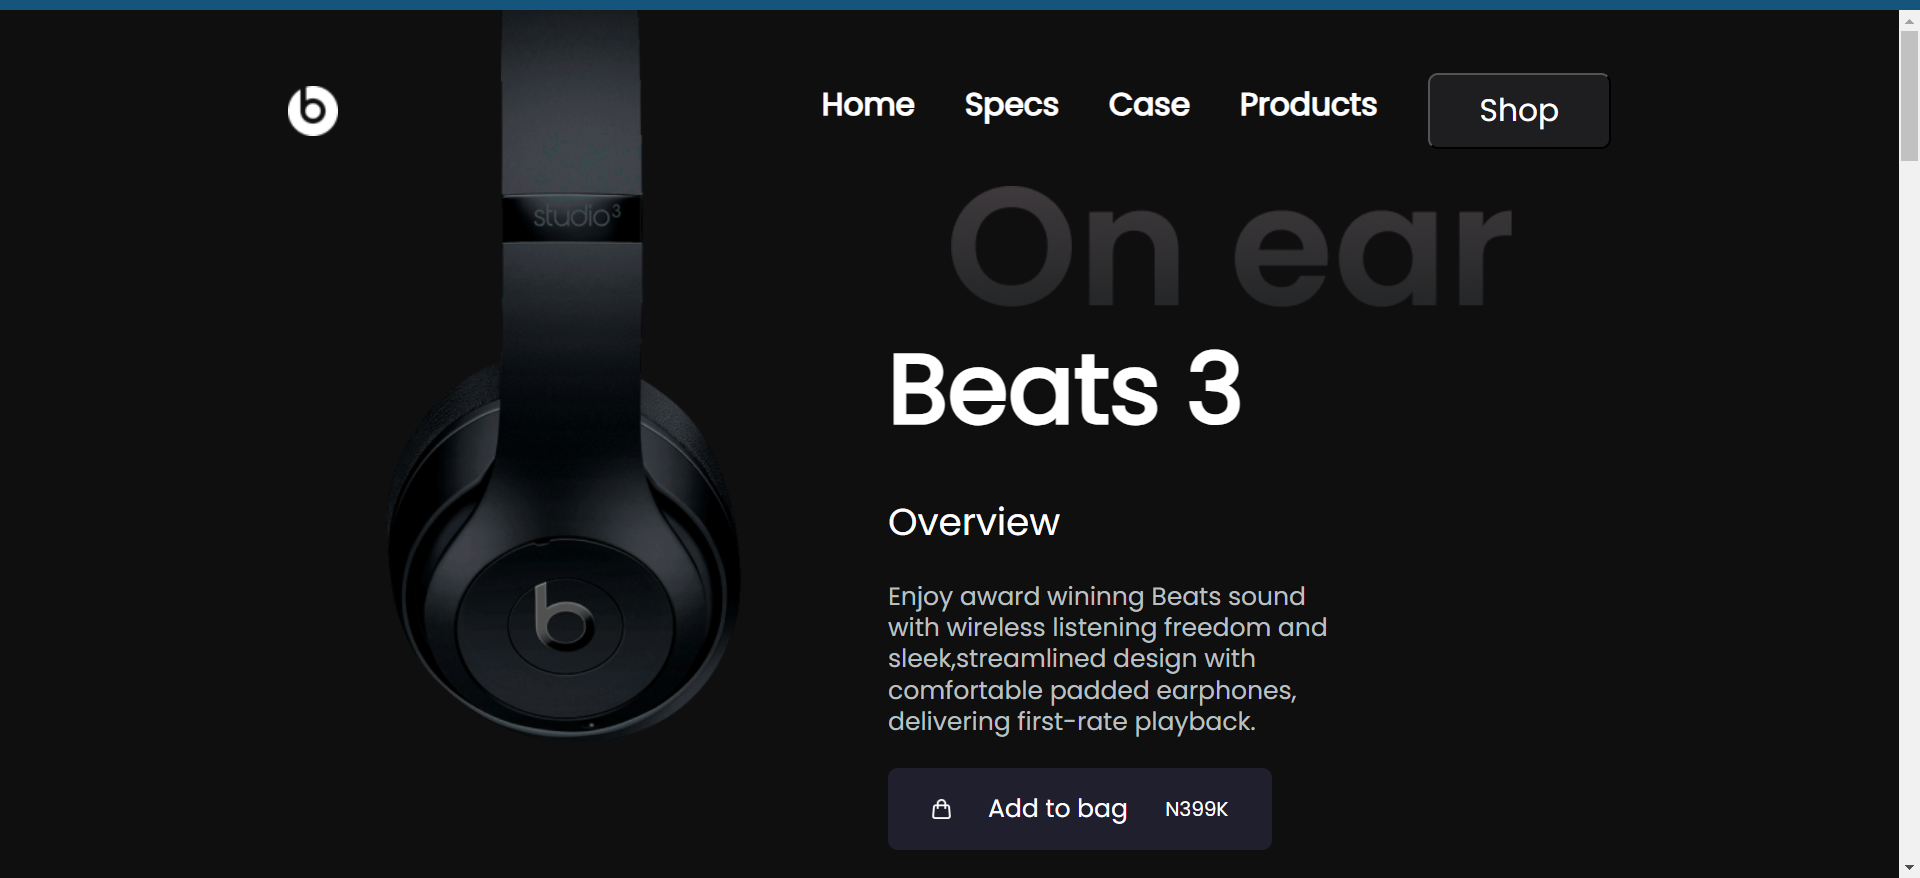 b
Home Specs Case Products Shop
studio³
On ear
Beats 3
Overview
Enjoy award wininng Beats sound
with wireless listening freedom and
sleek,streamlined design with
comfortable padded earphones,
delivering first-rate playback.
b
Add to bag N399K